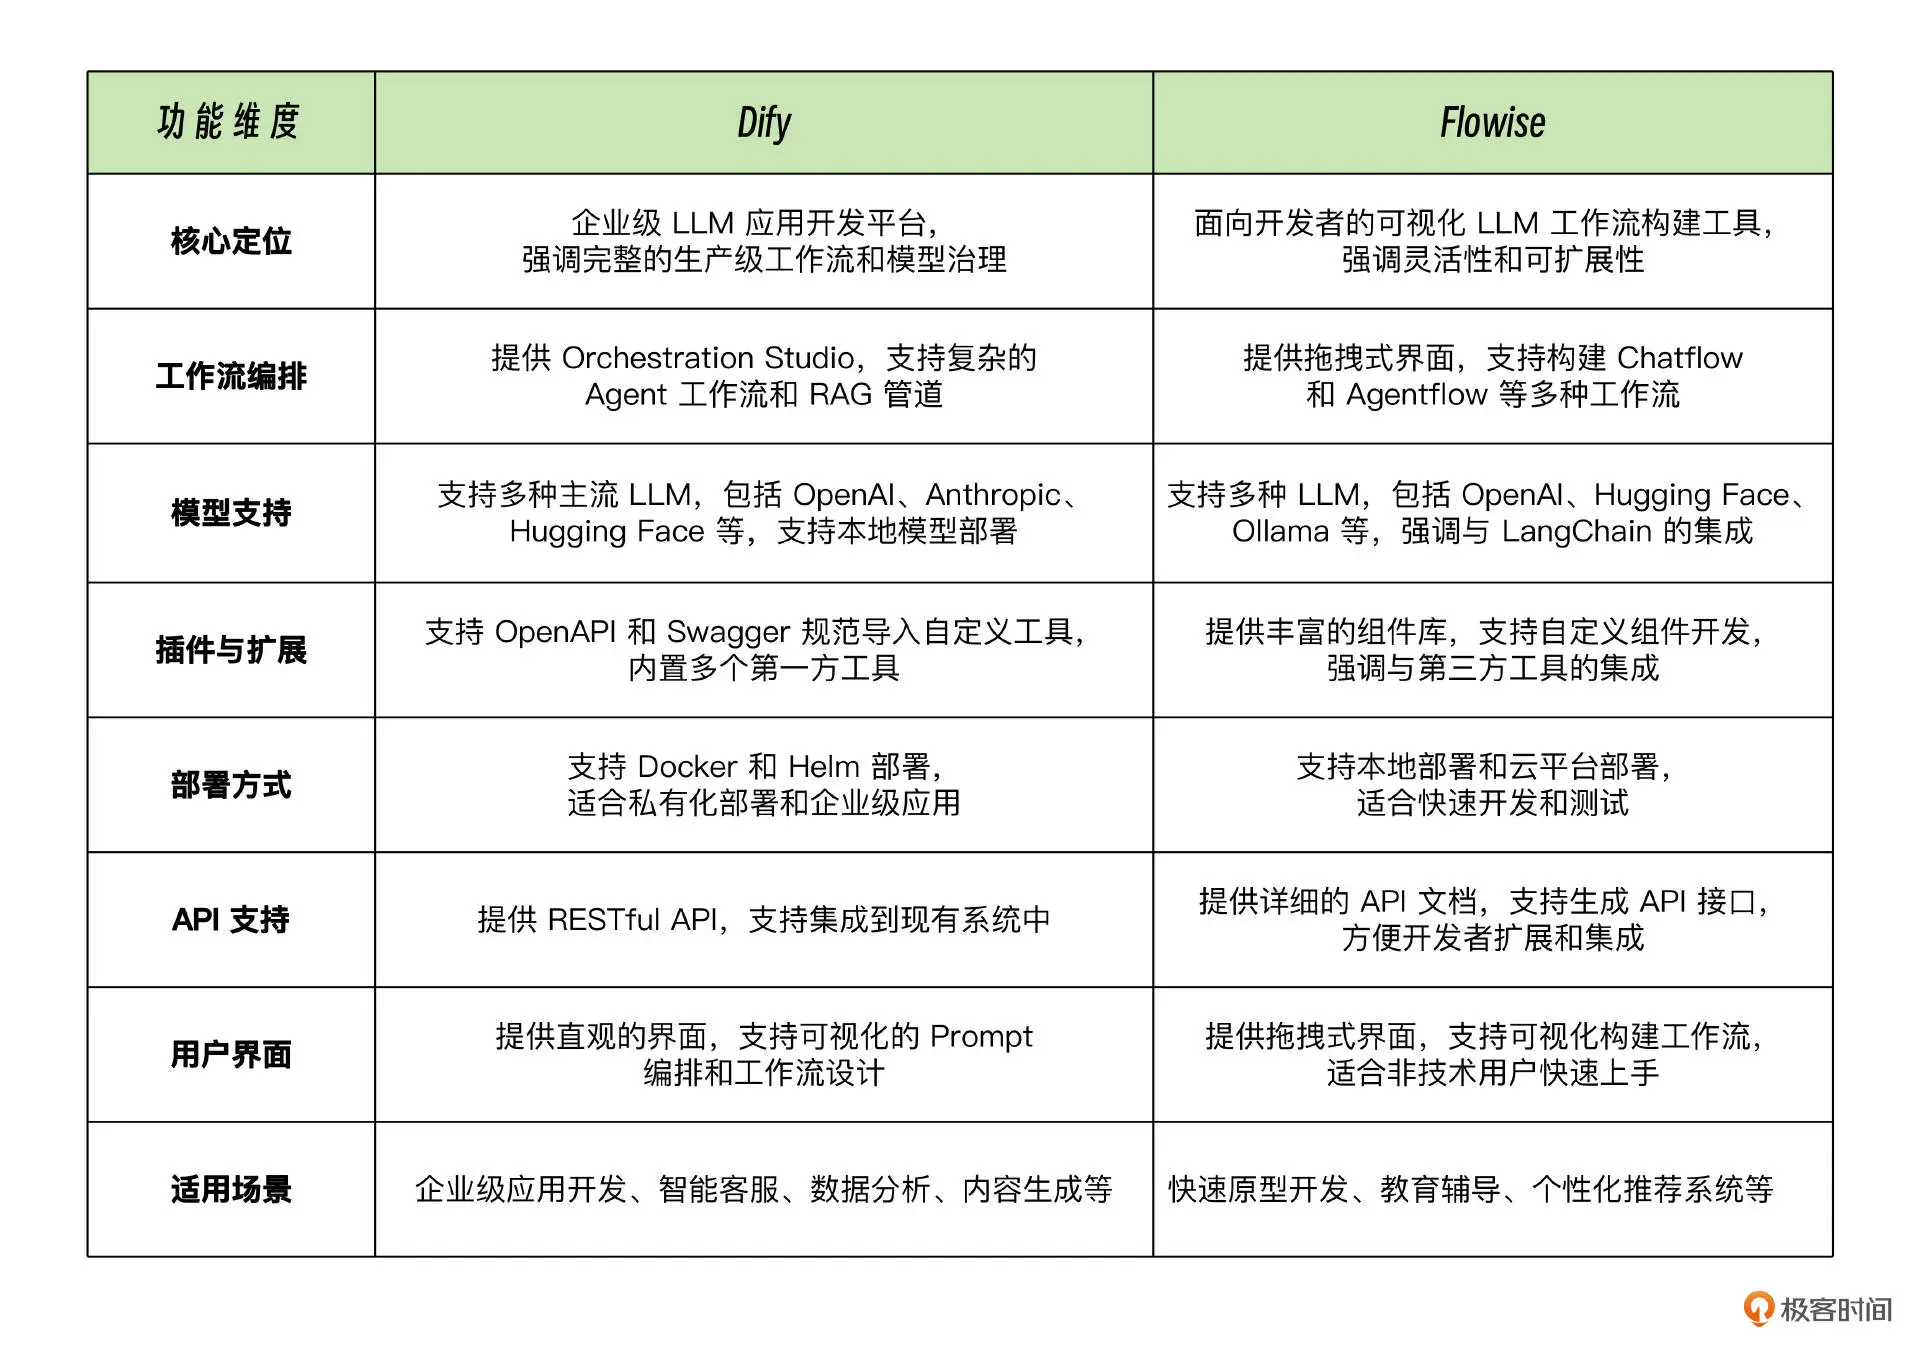 功能维度
Dify
Flowise
核心定位
企业级 LLM 应用开发平台，
强调完整的生产级工作流和模型治理
面向开发者的可视化 LLM 工作流构建工具，
强调灵活性和可扩展性
工作流编排
提供 Orchestration Studio，支持复杂的
Agent 工作流和 RAG 管道
提供拖拽式界面，支持构建 Chatflow
和 Agentflow 等多种工作流
模型支持
支持多种主流 LLM，包括 OpenAI、Anthropic、
Hugging Face 等，支持本地模型部署
支持多种 LLM，包括 OpenAI、Hugging Face、
Ollama 等，强调与 LangChain 的集成
插件与扩展
支持 OpenAPI 和 Swagger 规范导入自定义工具，
内置多个第一方工具
提供丰富的组件库，支持自定义组件开发，
强调与第三方工具的集成
部署方式
支持 Docker 和 Helm 部署，
适合私有化部署和企业级应用
支持本地部署和云平台部署，
适合快速开发和测试
API 支持
提供 RESTful API，支持集成到现有系统中
提供详细的 API 文档，支持生成 API 接口，
方便开发者扩展和集成
用户界面
提供直观的界面，支持可视化的 Prompt
编排和工作流设计
提供拖拽式界面，支持可视化构建工作流，
适合非技术用户快速上手
适用场景
企业级应用开发、智能客服、数据分析、内容生成等
快速原型开发、教育辅导、个性化推荐系统等
极客时间